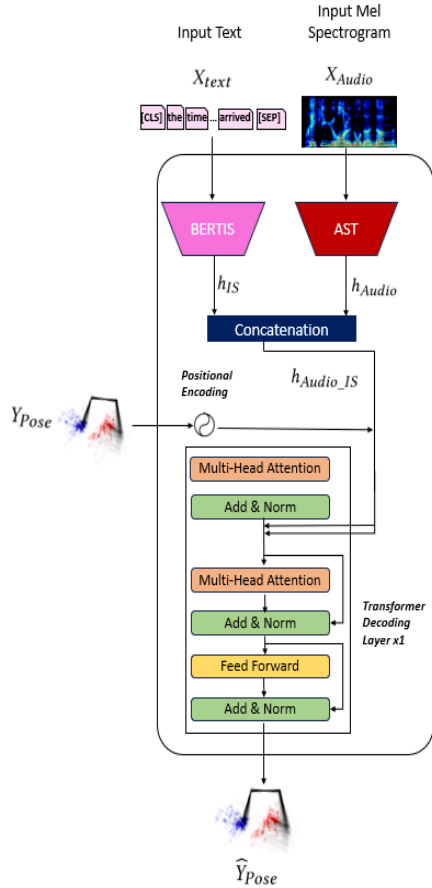 Input Text
Input Mel
Spectrogram
X_text
X_Audio
[CLS] the time ... arrived [SEP]
BERTIS
AST
h_IS
h_Audio
Concatenation
h_Audio_IS
Positional
Encoding
Y_Pose
Multi-Head Attention
Add & Norm
Multi-Head Attention
Add & Norm
Transformer
Decoding
Layer x1
Feed Forward
Add & Norm
Ŷ_Pose